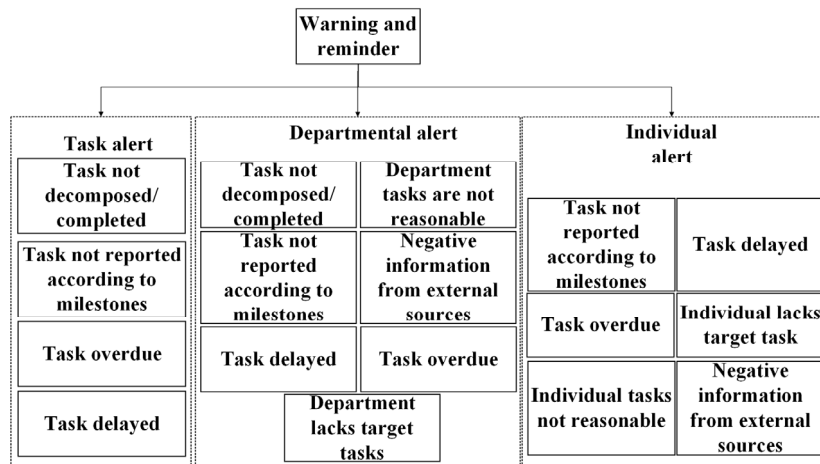 Warning and
reminder
Task alert
Task not
decomposed/
completed
Task not reported
according to
milestones
Task overdue
Task delayed
Departmental alert
Task not
decomposed/
completed
Department
tasks are not
reasonable
Task not
reported
according to
milestones
Negative
information
from external
sources
Task delayed
Task overdue
Department
lacks target
tasks
Individual
alert
Task not
reported
according to
milestones
Task delayed
Task overdue
Individual lacks
target task
Individual tasks
not reasonable
Negative
information
from external
sources